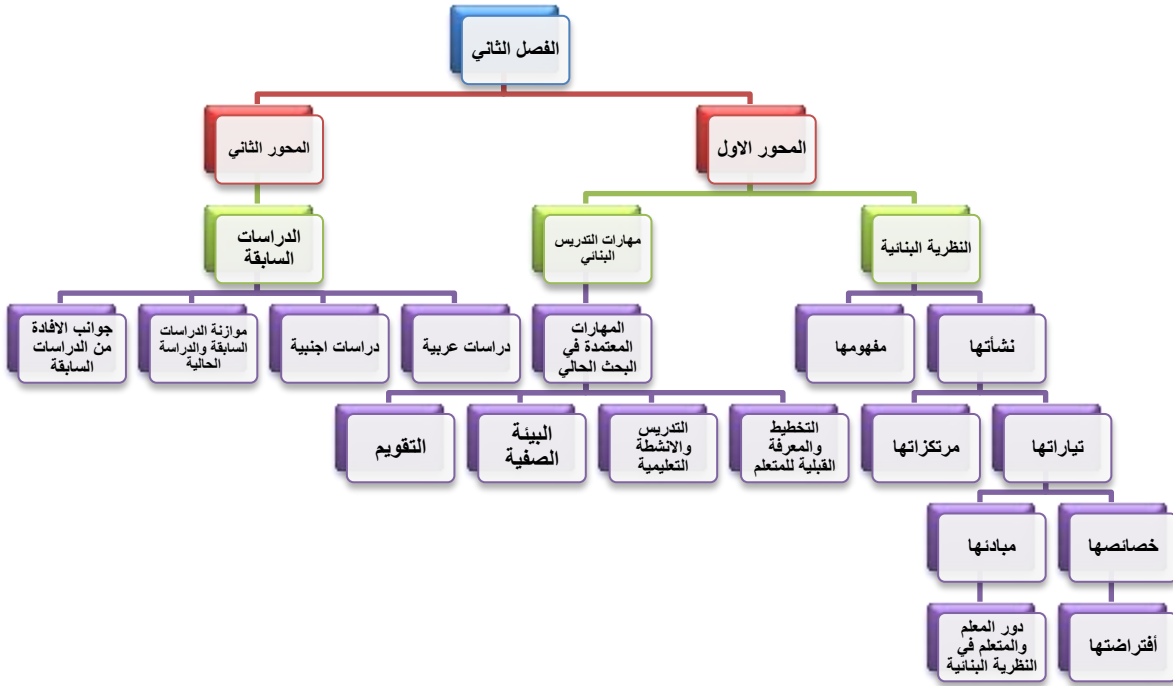 الفصل الثاني
المحور الاول
المحور الثاني
النظرية البنائية
مهارات التدريس
البنائي
الدراسات
السابقة
نشأتها
مفهومها
المهارات
المعتمدة في
البحث الحالي
دراسات عربية
دراسات اجنبية
موازنة الدراسات
السابقة والدراسة
الحالية
جوانب الافادة
من الدراسات
السابقة
تياراتها
مرتكزاتها
التخطيط
والمعرفة
القبلية للمتعلم
التدريس
والانشطة
التعليمية
البيئة
الصفية
التقويم
خصائصها
مبادئها
أفتراضتها
دور المعلم
والمتعلم في
النظرية البنائية